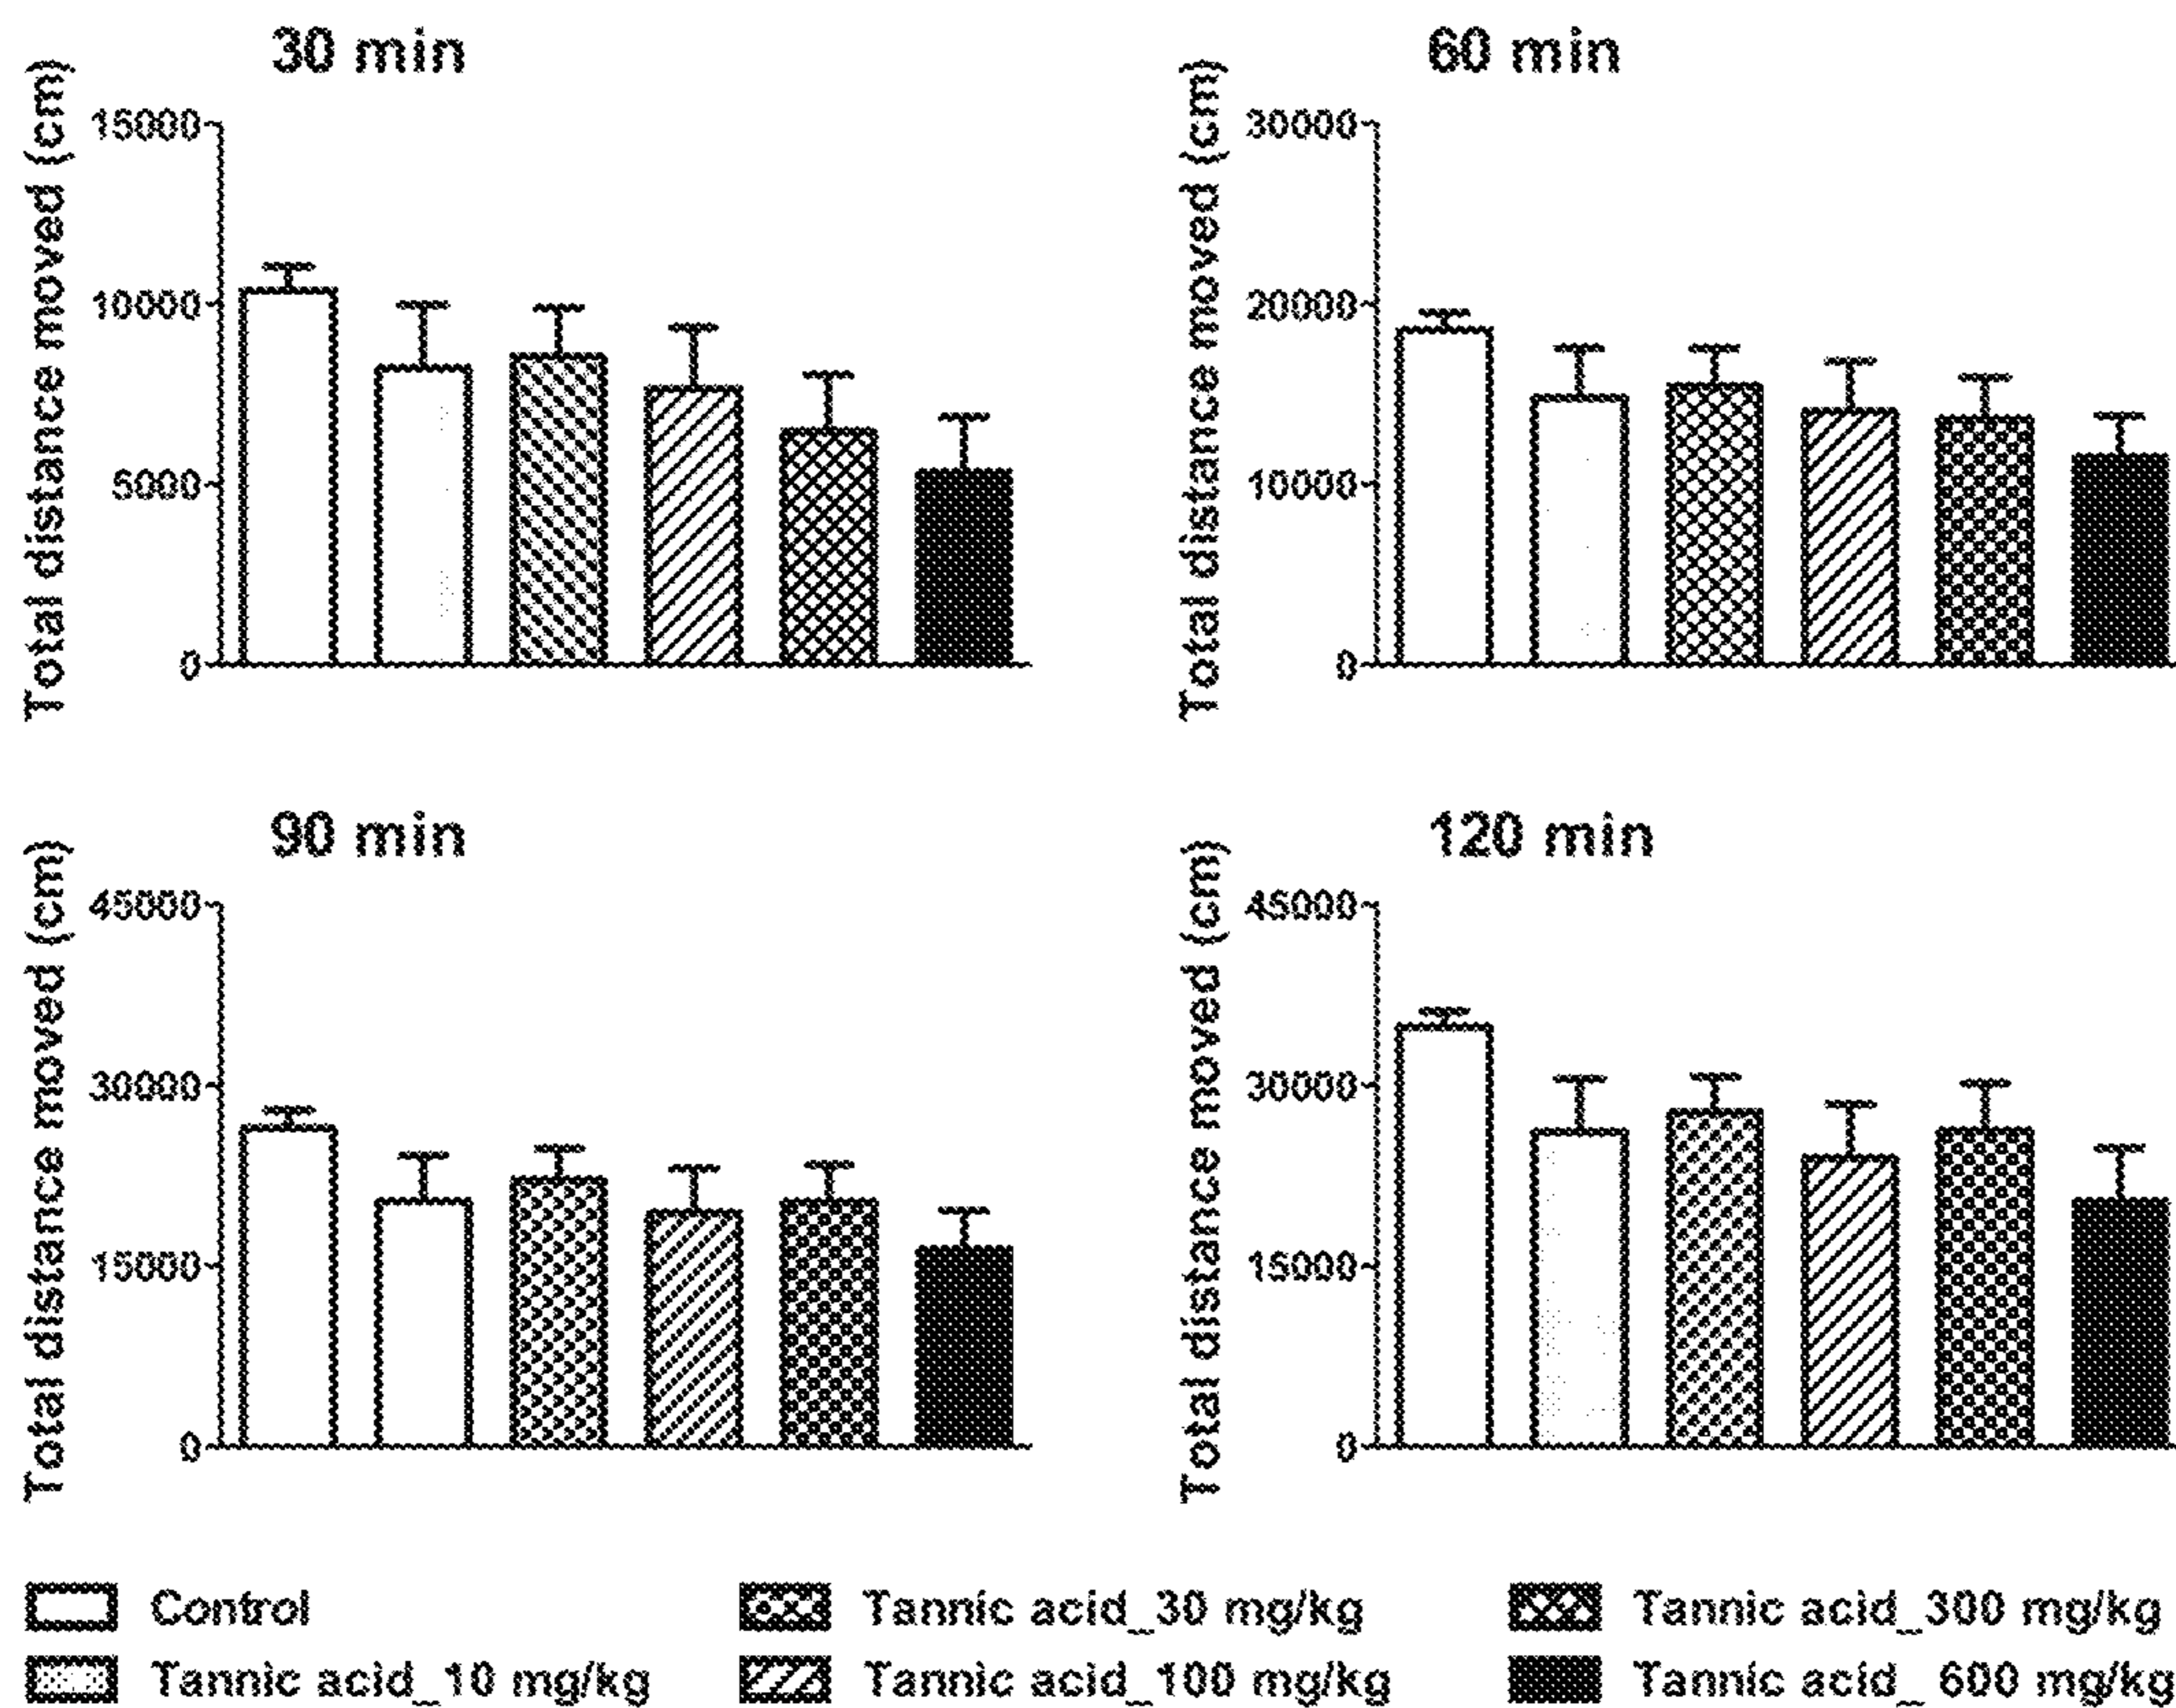 30 min
Total distance moved (cm)
15000
10000
5000
0
60 min
Total distance moved (cm)
30000
20000
10000
0
90 min
Total distance moved (cm)
45000
30000
15000
0
120 min
Total distance moved (cm)
45000
30000
15000
0
Control
Tannic acid_30 mg/kg
Tannic acid_300 mg/kg
Tannic acid_10 mg/kg
Tannic acid_100 mg/kg
Tannic acid_ 600 mg/kg